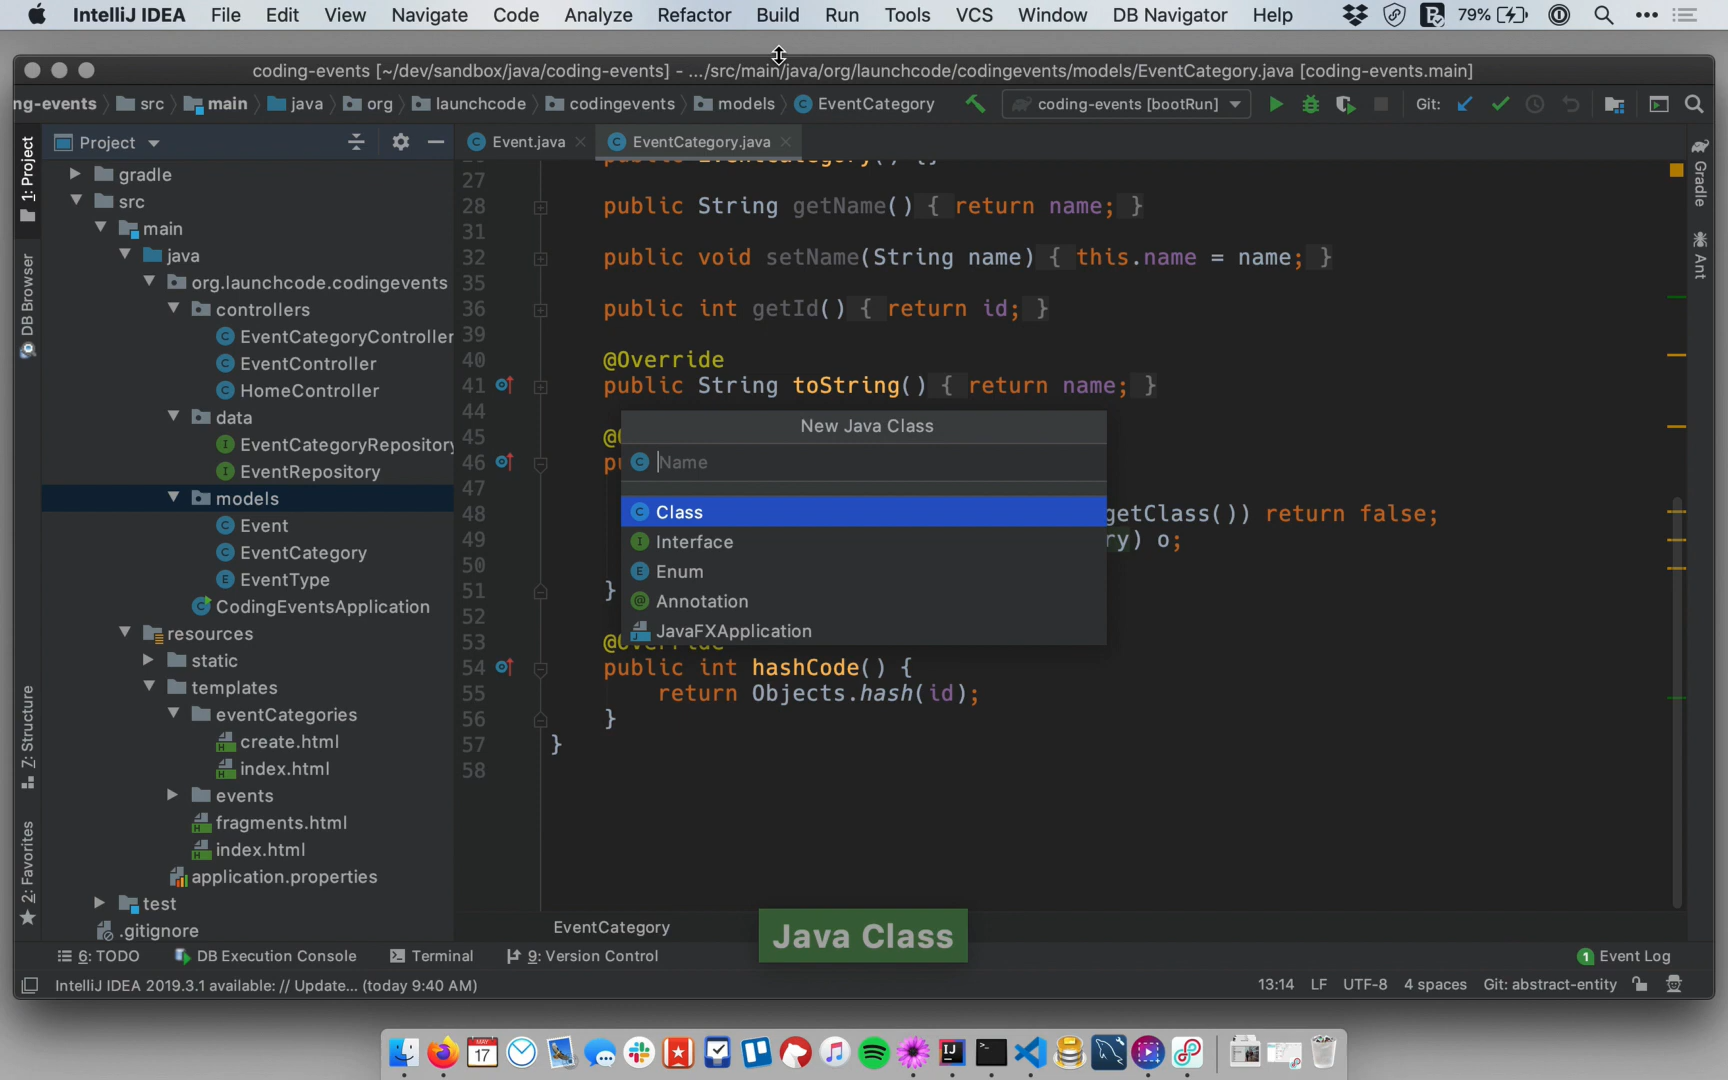 IntelliJ IDEA File Edit View Navigate Code Analyze Refactor Build Run Tools VCS Window DB Navigator Help 79%
coding-events [~/dev/sandbox/java/coding-events] - .../src/main/java/org/launchcode/codingevents/models/EventCategory.java [coding-events.main]
ng-events src main java org launchcode codingevents models EventCategory coding-events [bootRun] Git:
Project
Event.java EventCategory.java
1: Project
DB Browser
7: Structure
2: Favorites
gradle
src
main
java
org.launchcode.codingevents
controllers
EventCategoryController
EventController
HomeController
data
EventCategoryRepository
EventRepository
models
Event
EventCategory
EventType
CodingEventsApplication
resources
static
templates
eventCategories
create.html
index.html
events
fragments.html
index.html
application.properties
test
.gitignore
27
28 public String getName() { return name; }
31
32 public void setName(String name) { this.name = name; }
35
36 public int getId() { return id; }
39
40 @Override
41 public String toString() { return name; }
44
45
46
47
48 getClass()) return false;
49 ry) o;
50
51 }
52
53
54 public int hashCode() {
55 return Objects.hash(id);
56 }
57 }
58
New Java Class
Name
Class
Interface
Enum
Annotation
JavaFXApplication
Gradle
Ant
EventCategory
Java Class
6: TODO DB Execution Console Terminal 9: Version Control 1 Event Log
IntelliJ IDEA 2019.3.1 available: // Update... (today 9:40 AM) 13:14 LF UTF-8 4 spaces Git: abstract-entity
MAY
17
IJ